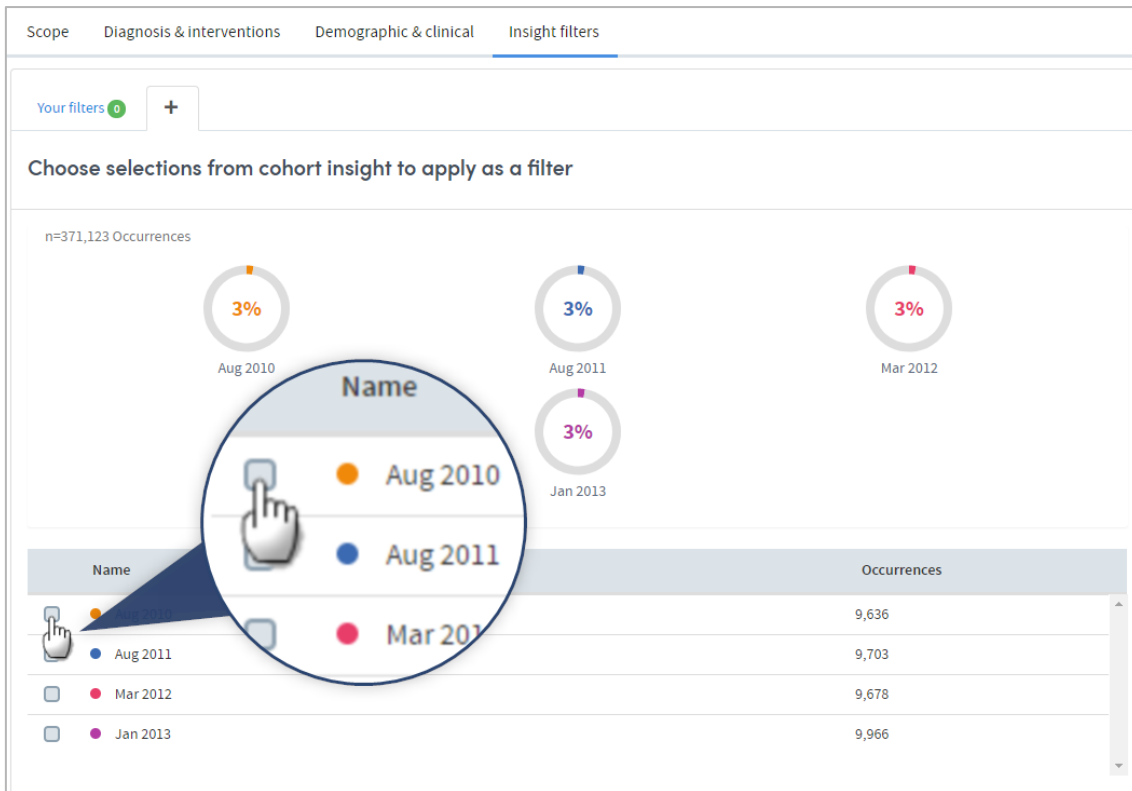 Scope Diagnosis & interventions Demographic & clinical Insight filters
Your filters 0 +
Choose selections from cohort insight to apply as a filter
n=371,123 Occurrences
3% 3% 3%
Aug 2010 Aug 2011 Mar 2012
3%
Jan 2013
Name
Aug 2010
Aug 2011
Mar 201
Name Occurrences
Aug 2010 9,636
Aug 2011 9,703
Mar 2012 9,678
Jan 2013 9,966